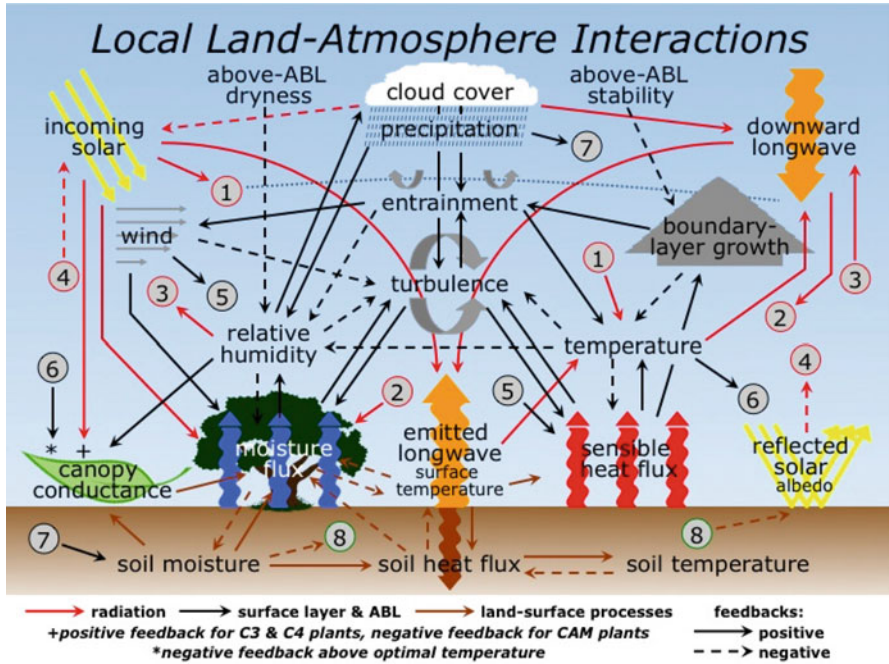 Local Land-Atmosphere Interactions
above-ABL
dryness
cloud cover
above-ABL
stability
incoming
solar
precipitation
7
downward
longwave
1
entrainment
boundary-
layer growth
wind
4
5
3
turbulence
1
3
2
relative
humidity
temperature
6
5
6
4
2
* +
canopy
conductance
moisture
flux
emitted
longwave
surface
temperature
sensible
heat flux
reflected
solar
albedo
7
8
8
soil moisture
soil heat flux
soil temperature
radiation
surface layer & ABL
land-surface processes
feedbacks:
+positive feedback for C3 & C4 plants, negative feedback for CAM plants
positive
*negative feedback above optimal temperature
negative